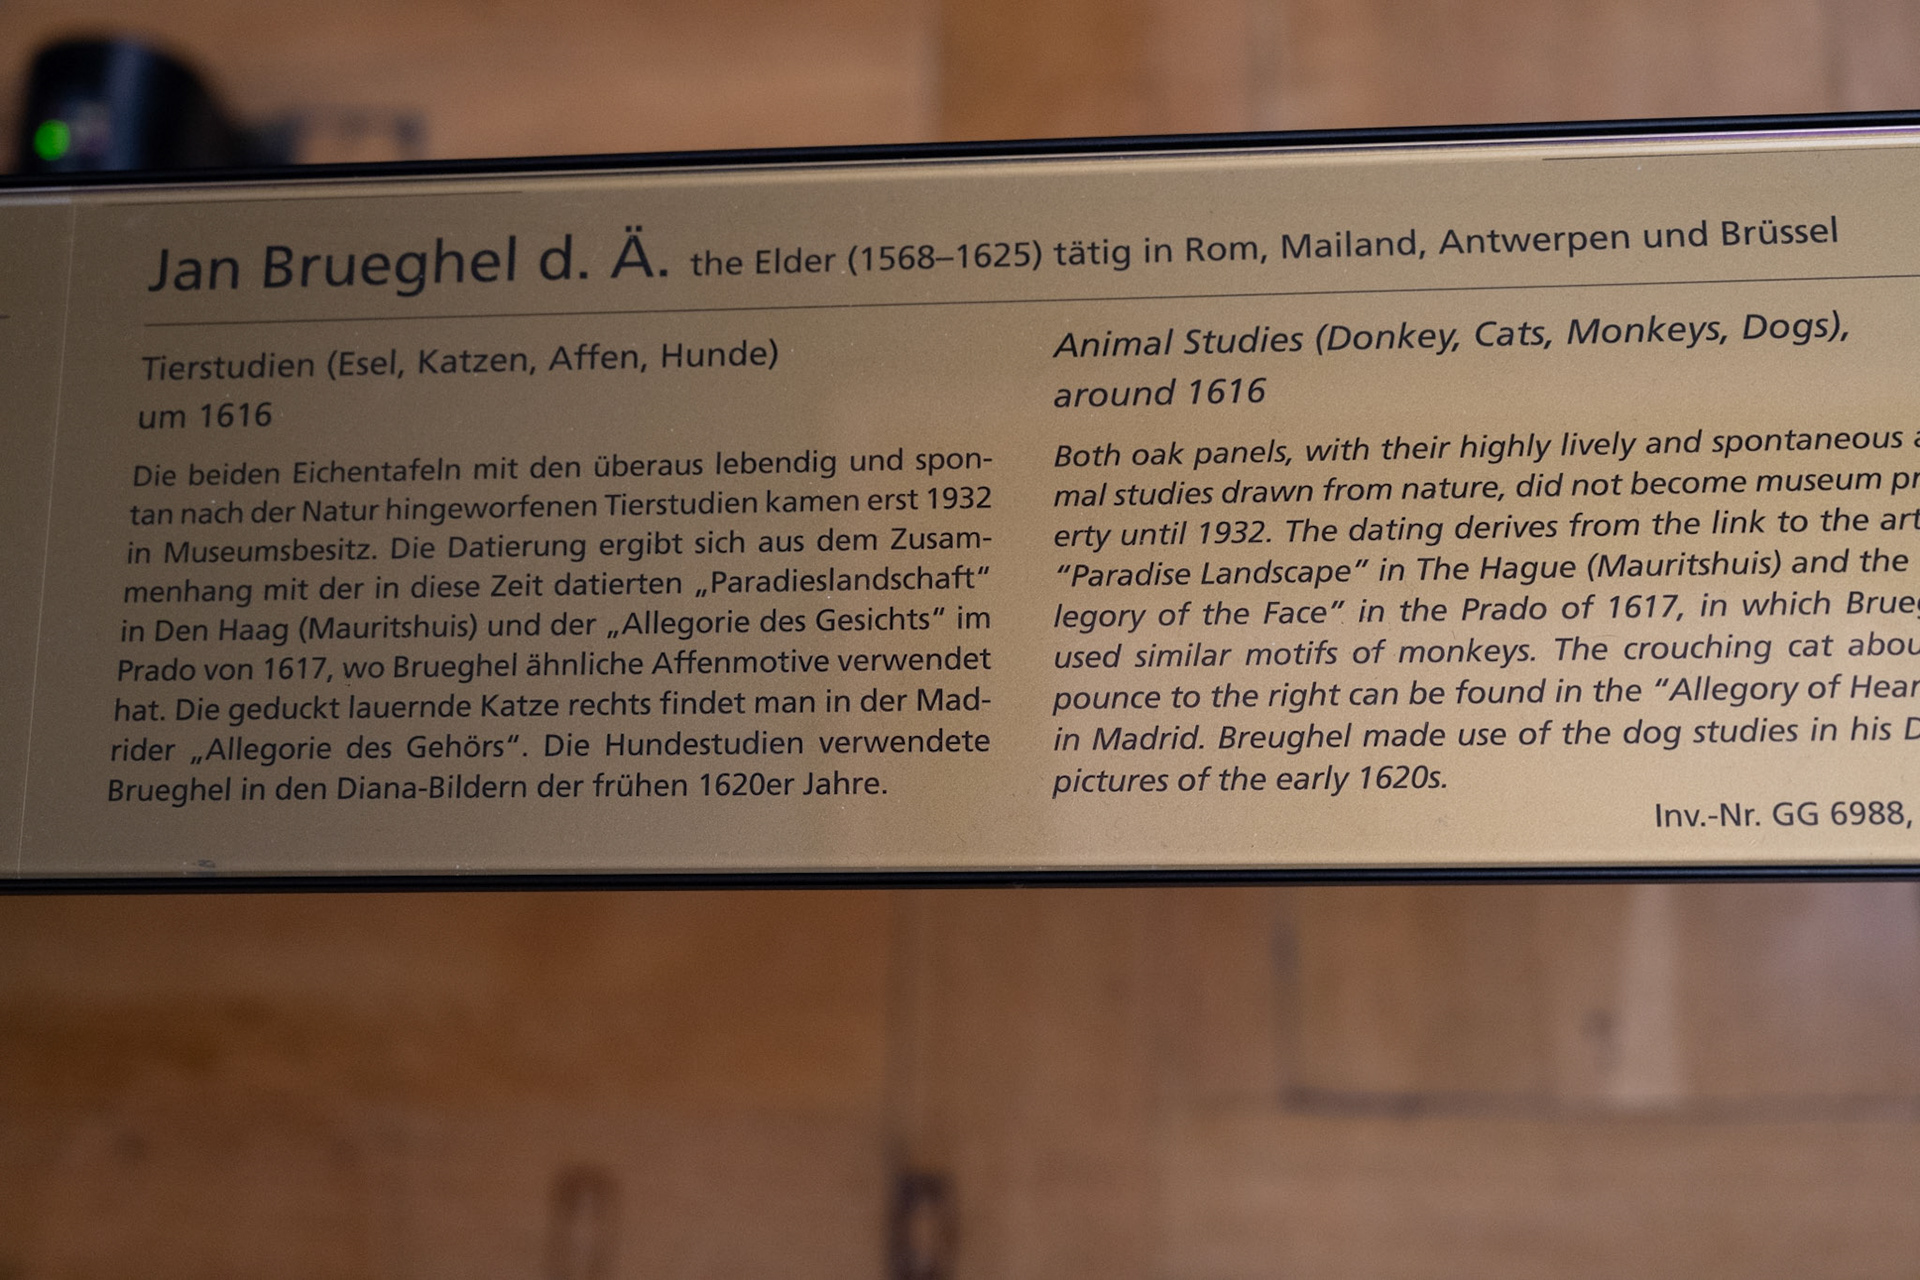 Jan Brueghel d. Ä. the Elder (1568–1625) tätig in Rom, Mailand, Antwerpen und Brüssel
Tierstudien (Esel, Katzen, Affen, Hunde)
um 1616
Die beiden Eichentafeln mit den überaus lebendig und spon-
tan nach der Natur hingeworfenen Tierstudien kamen erst 1932
in Museumsbesitz. Die Datierung ergibt sich aus dem Zusam-
menhang mit der in diese Zeit datierten „Paradieslandschaft“
in Den Haag (Mauritshuis) und der „Allegorie des Gesichts“ im
Prado von 1617, wo Brueghel ähnliche Affenmotive verwendet
hat. Die geduckt lauernde Katze rechts findet man in der Mad-
rider „Allegorie des Gehörs“. Die Hundestudien verwendete
Brueghel in den Diana-Bildern der frühen 1620er Jahre.
Animal Studies (Donkey, Cats, Monkeys, Dogs),
around 1616
Both oak panels, with their highly lively and spontaneous
mal studies drawn from nature, did not become museum
erty until 1932. The dating derives from the link to the
“Paradise Landscape” in The Hague (Mauritshuis) and the
legory of the Face” in the Prado of 1617, in which
used similar motifs of monkeys. The crouching cat
pounce to the right can be found in the “Allegory of
in Madrid. Breughel made use of the dog studies in his
pictures of the early 1620s.
Inv.-Nr. GG 6988,